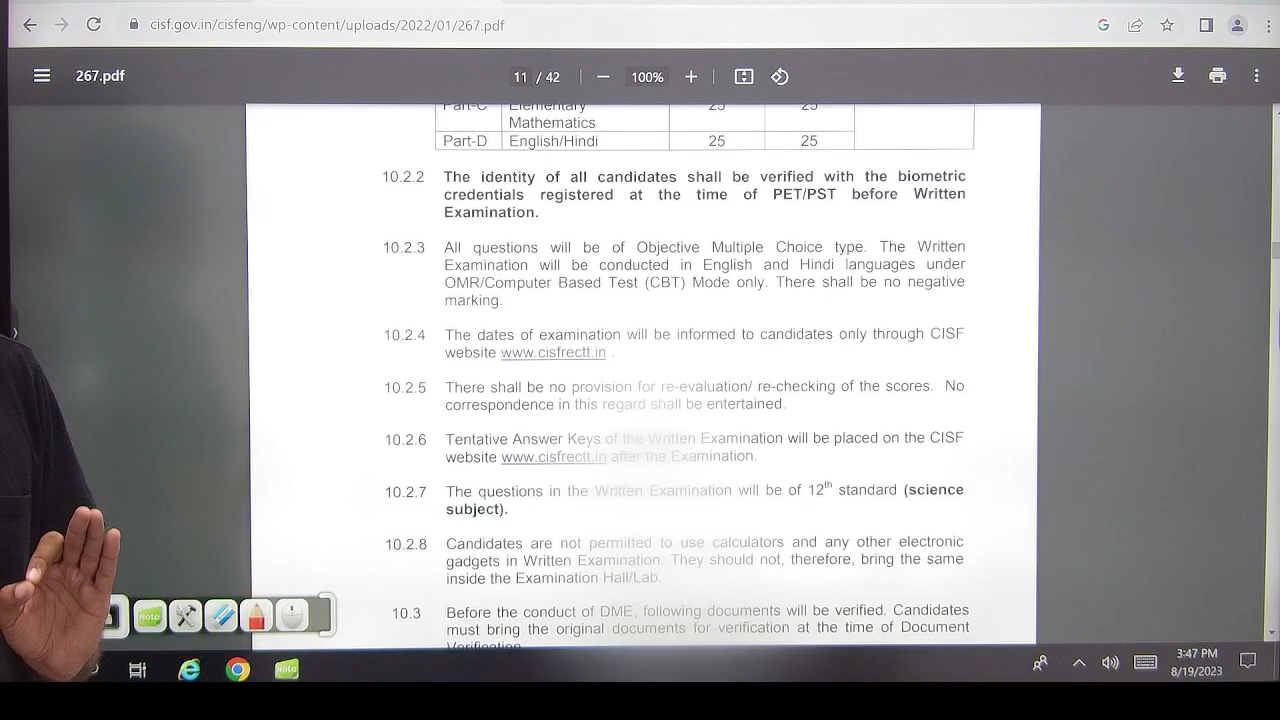 cisf.gov.in/cisfeng/wp-content/uploads/2022/01/267.pdf
G
267.pdf
11 / 42
100%
Part-C Elementary Mathematics 25 25
Part-D English/Hindi 25 25
10.2.2 The identity of all candidates shall be verified with the biometric
credentials registered at the time of PET/PST before Written
Examination.
10.2.3 All questions will be of Objective Multiple Choice type. The Written
Examination will be conducted in English and Hindi languages under
OMR/Computer Based Test (CBT) Mode only. There shall be no negative
marking.
10.2.4 The dates of examination will be informed to candidates only through CISF
website www.cisfrectt.in .
10.2.5 There shall be no provision for re-evaluation/ re-checking of the scores. No
correspondence in this regard shall be entertained.
10.2.6 Tentative Answer Keys of the Written Examination will be placed on the CISF
website www.cisfrectt.in after the Examination.
10.2.7 The questions in the Written Examination will be of 12th standard (science
subject).
10.2.8 Candidates are not permitted to use calculators and any other electronic
gadgets in Written Examination. They should not, therefore, bring the same
inside the Examination Hall/Lab.
10.3 Before the conduct of DME, following documents will be verified. Candidates
must bring the original documents for verification at the time of Document
Verification
Note
Note
3:47 PM
8/19/2023